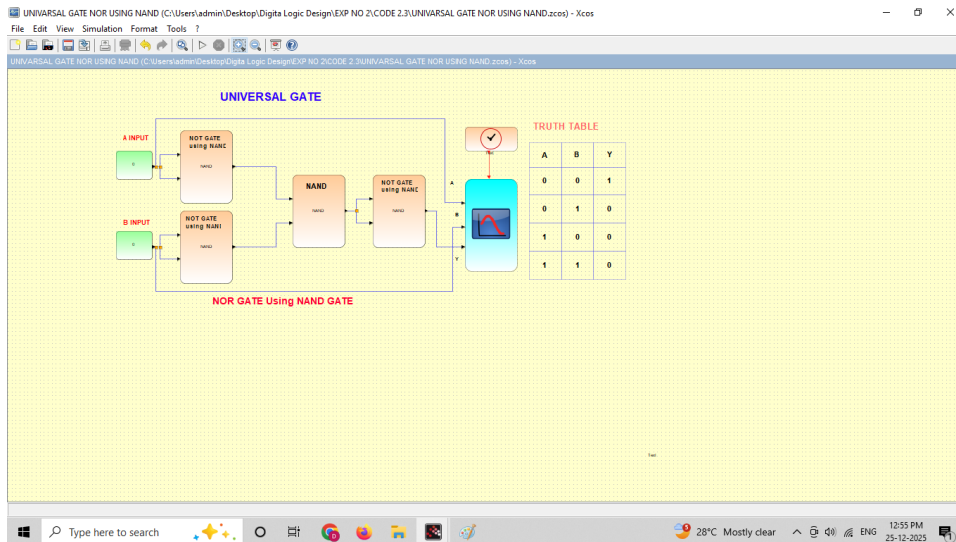 UNIVARSAL GATE NOR USING NAND (C:\Users\admin\Desktop\Digita Logic Design\EXP NO 2\CODE 2.3\UNIVARSAL GATE NOR USING NAND.zcos) - Xcos
File Edit View Simulation Format Tools ?
UNIVARSAL GATE NOR USING NAND (C:\Users\admin\Desktop\Digita Logic Design\EXP NO 2\CODE 2.3\UNIVARSAL GATE NOR USING NAND.zcos) - Xcos
UNIVERSAL GATE
A INPUT
0
NOT GATE
using NANE
NAND
B INPUT
0
NOT GATE
using NANI
NAND
NAND
NAND
NOT GATE
using NANE
NAND
A
B
Y
TRUTH TABLE
A B Y
0 0 1
0 1 0
1 0 0
1 1 0
NOR GATE Using NAND GATE
Type here to search
28°C Mostly clear
ENG
12:55 PM
25-12-2025